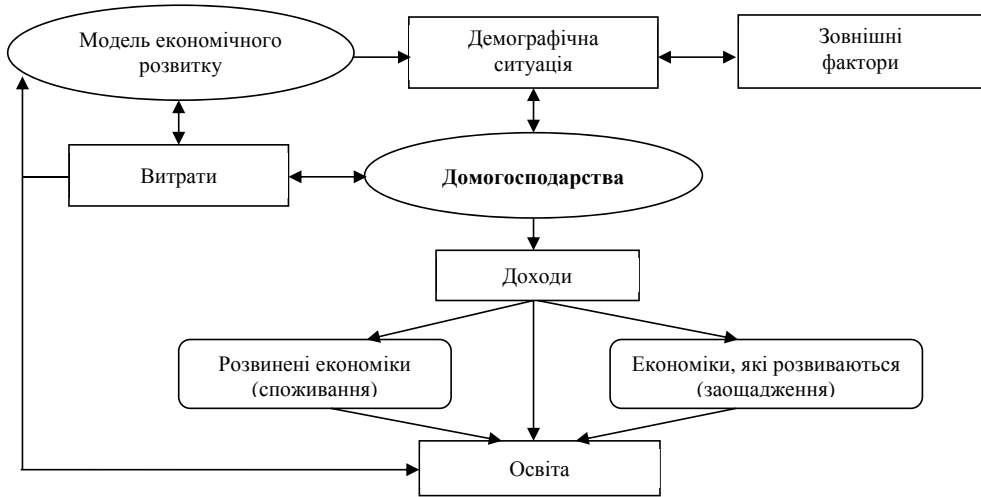 Модель економічного
розвитку
Демографічна
ситуація
Зовнішні
фактори
Витрати
Домогосподарства
Доходи
Розвинені економіки
(споживання)
Економіки, які розвиваються
(заощадження)
Освіта